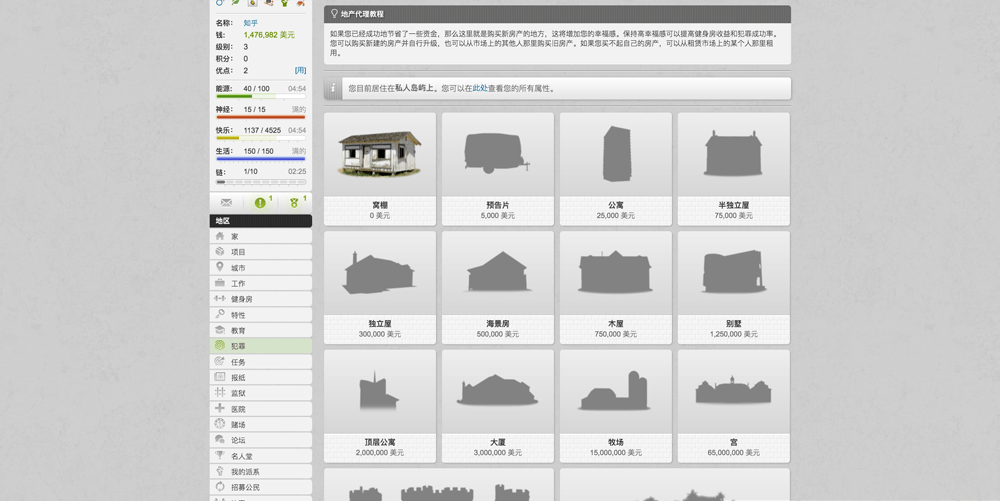 名称: 知乎
钱: 1,476,982 美元
级别: 3
积分: 0
优点: 2 [用]
能源: 40 / 100 04:54
神经: 15 / 15 满的
快乐: 1137 / 4525 04:54
生活: 150 / 150 满的
链: 1/10 02:25
1
1
地区
家
项目
城市
工作
健身房
特性
教育
犯罪
任务
报纸
监狱
医院
赌场
论坛
名人堂
我的派系
招募公民
地产代理教程
如果您已经成功地节省了一些资金，那么这里就是购买新房产的地方，这将增加您的幸福感。保持高幸福感可以提高健身房收益和犯罪成功率。
您可以购买新建的房产并自行升级，也可以从市场上的其他人那里购买旧房产。如果您买不起自己的房产，可以从租赁市场上的某个人那里租
用。
您目前居住在私人岛屿上。您可以在此处查看您的所有属性。
窝棚
0 美元
预告片
5,000 美元
公寓
25,000 美元
半独立屋
75,000 美元
独立屋
300,000 美元
海景房
500,000 美元
木屋
750,000 美元
别墅
1,250,000 美元
顶层公寓
2,000,000 美元
大厦
3,000,000 美元
牧场
15,000,000 美元
宫
65,000,000 美元